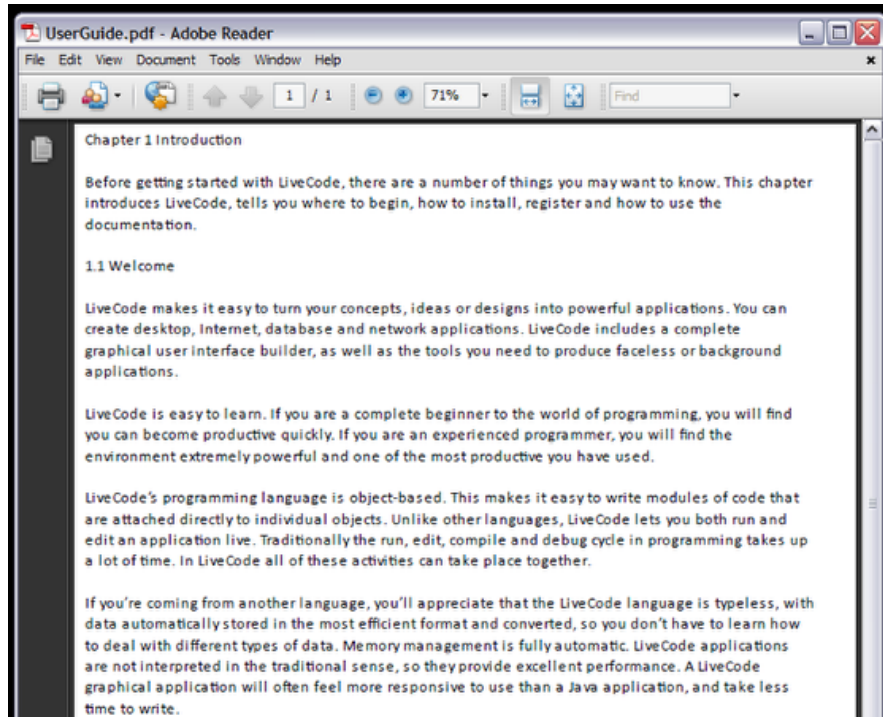 UserGuide.pdf - Adobe Reader
File Edit View Document Tools Window Help
1 / 1 71% Find
Chapter 1 Introduction
Before getting started with LiveCode, there are a number of things you may want to know. This chapter
introduces LiveCode, tells you where to begin, how to install, register and how to use the
documentation.
1.1 Welcome
LiveCode makes it easy to turn your concepts, ideas or designs into powerful applications. You can
create desktop, Internet, database and network applications. LiveCode includes a complete
graphical user interface builder, as well as the tools you need to produce faceless or background
applications.
LiveCode is easy to learn. If you are a complete beginner to the world of programming, you will find
you can become productive quickly. If you are an experienced programmer, you will find the
environment extremely powerful and one of the most productive you have used.
LiveCode's programming language is object-based. This makes it easy to write modules of code that
are attached directly to individual objects. Unlike other languages, LiveCode lets you both run and
edit an application live. Traditionally the run, edit, compile and debug cycle in programming takes up
a lot of time. In LiveCode all of these activities can take place together.
If you're coming from another language, you'll appreciate that the LiveCode language is typeless, with
data automatically stored in the most efficient format and converted, so you don't have to learn how
to deal with different types of data. Memory management is fully automatic. LiveCode applications
are not interpreted in the traditional sense, so they provide excellent performance. A LiveCode
graphical application will often feel more responsive to use than a Java application, and take less
time to write.